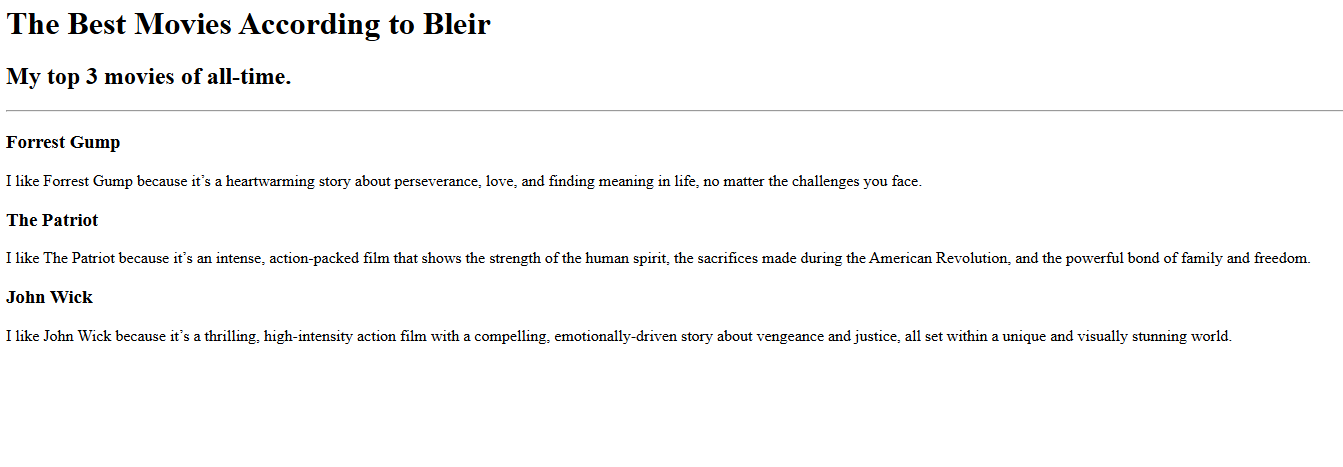 The Best Movies According to Bleir
My top 3 movies of all-time.
Forrest Gump
I like Forrest Gump because it’s a heartwarming story about perseverance, love, and finding meaning in life, no matter the challenges you face.
The Patriot
I like The Patriot because it’s an intense, action-packed film that shows the strength of the human spirit, the sacrifices made during the American Revolution, and the powerful bond of family and freedom.
John Wick
I like John Wick because it’s a thrilling, high-intensity action film with a compelling, emotionally-driven story about vengeance and justice, all set within a unique and visually stunning world.